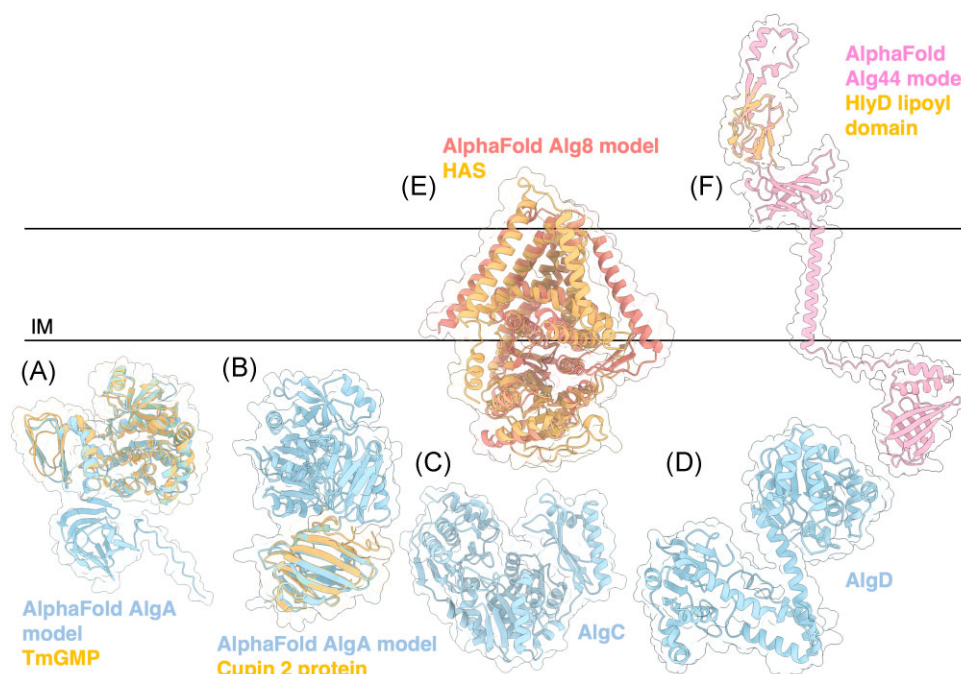 AlphaFold
Alg44 mode
HlyD lipoyl
domain
(F)
AlphaFold Alg8 model
HAS
(E)
IM
(A)
(B)
(C)
(D)
AlgD
AlgC
AlphaFold AlgA
model
TmGMP
AlphaFold AlgA model
Cupin 2 protein